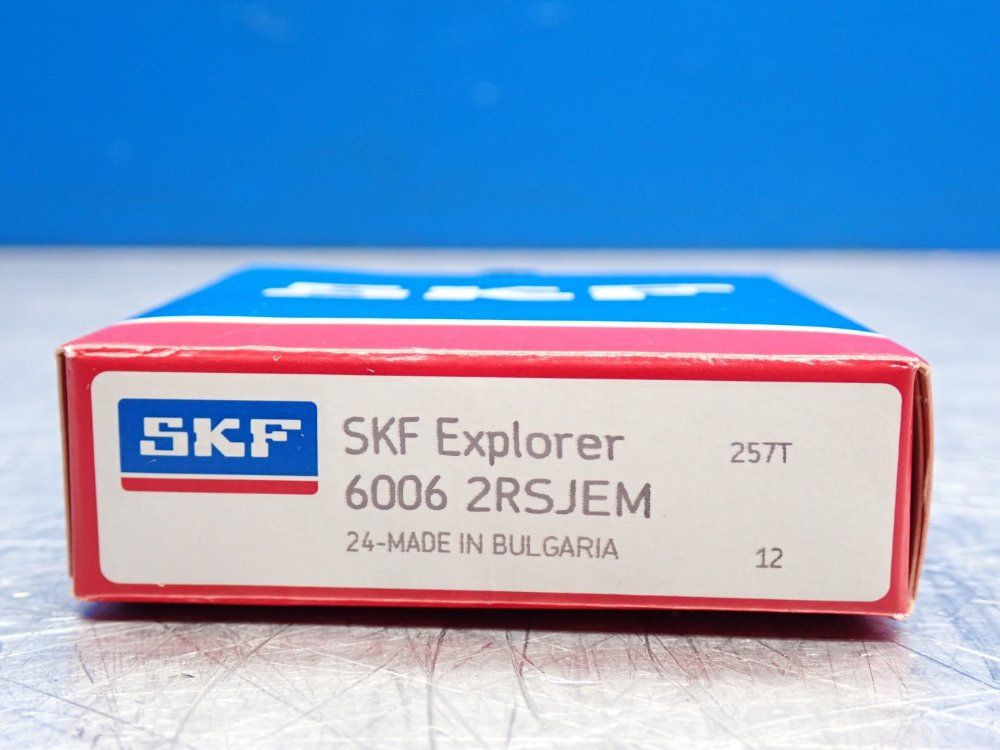 SKF
SKF
SKF Explorer
257T
6006 2RSJEM
24-MADE IN BULGARIA
12